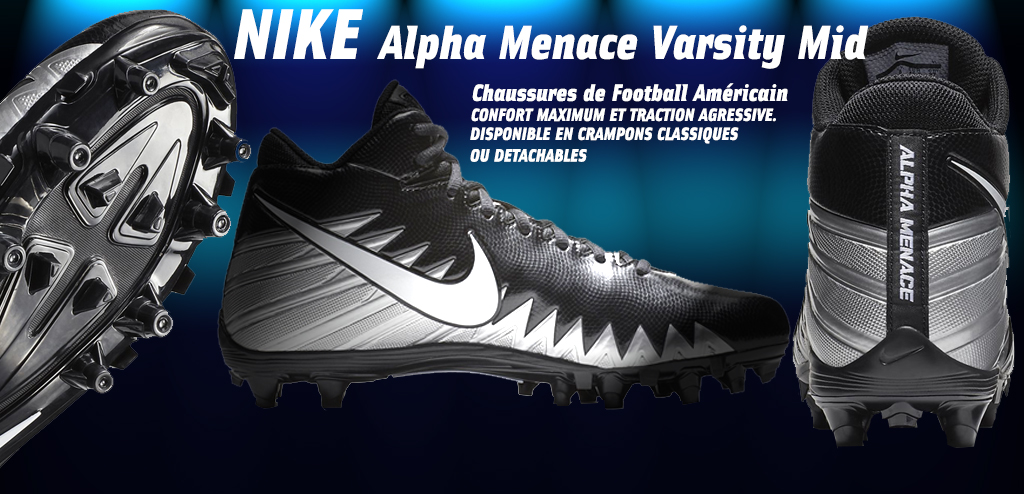 NIKE Alpha Menace Varsity Mid
Chaussures de Football Américain
CONFORT MAXIMUM ET TRACTION AGRESSIVE.
DISPONIBLE EN CRAMPONS CLASSIQUES
OU DETACHABLES
ALPHA MENACE